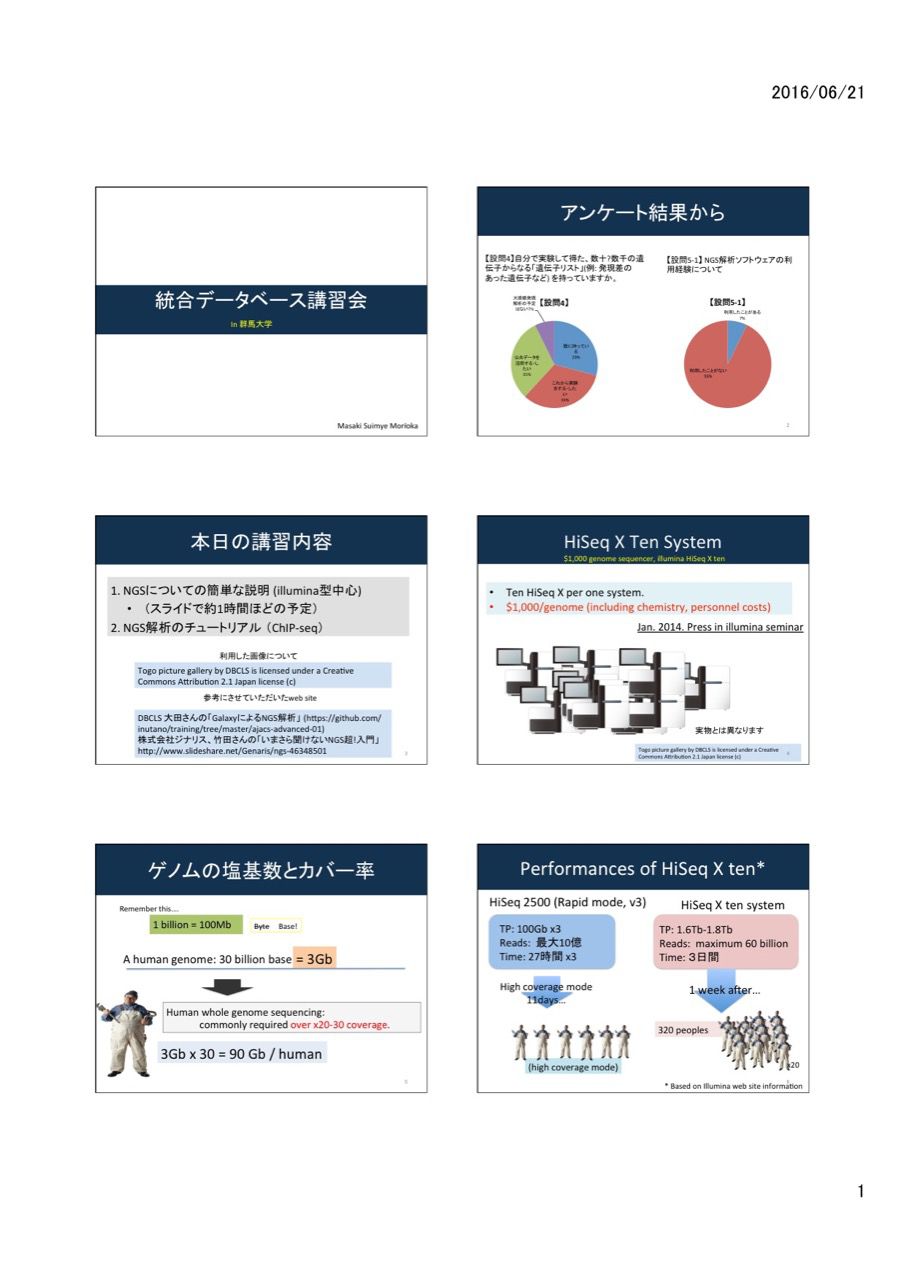 2016/06/21
統合データベース講習会
In 群馬大学
Masaki Suimye Morioka
アンケート結果から
【設問4】自分で実験して得た、数十?数千の遺
伝子からなる「遺伝子リスト」(例: 発現差の
あった遺伝子など) を持っていますか。
【設問5-1】 NGS解析ソフトウェアの利
用経験について
【設問4】
大規模発現
解析の予定
はない
7%
既に持ってい
る
29%
これから実験
をする・した
い
公共データを
活用する・し
たい
【設問5-1】
利用したことがある
7%
利用したことがない
93%
2
本日の講習内容
1. NGSについての簡単な説明 (illumina型中心)
• （スライドで約1時間ほどの予定）
2. NGS解析のチュートリアル （ChIP-seq）
利用した画像について
Togo picture gallery by DBCLS is licensed under a Creative
Commons Attribution 2.1 Japan license (c)
参考にさせていただいたweb site
DBCLS 大田さんの「GalaxyによるNGS解析」 (https://github.com/
inutano/training/tree/master/ajacs-advanced-01)
株式会社ジナリス、竹田さんの「いまさら聞けないNGS超!入門」
http://www.slideshare.net/Genaris/ngs-46348501
3
HiSeq X Ten System
$1,000 genome sequencer, illumina HiSeq X ten
• Ten HiSeq X per one system.
• $1,000/genome (including chemistry, personnel costs)
Jan. 2014. Press in illumina seminar
実物とは異なります
Togo picture gallery by DBCLS is licensed under a Creative
Commons Attribution 2.1 Japan license (c)
4
ゲノムの塩基数とカバー率
Remember this....
1 billion = 100Mb
Byte Base!
A human genome: 30 billion base = 3Gb
Human whole genome sequencing:
commonly required over x20-30 coverage.
3Gb x 30 = 90 Gb / human
5
Performances of HiSeq X ten*
HiSeq 2500 (Rapid mode, v3)
TP: 100Gb x3
Reads: 最大10億
Time: 27時間 x3
High coverage mode
11days...
(high coverage mode)
HiSeq X ten system
TP: 1.6Tb-1.8Tb
Reads: maximum 60 billion
Time: 3日間
1 week after...
320 peoples
x20
* Based on Illumina web site information
1